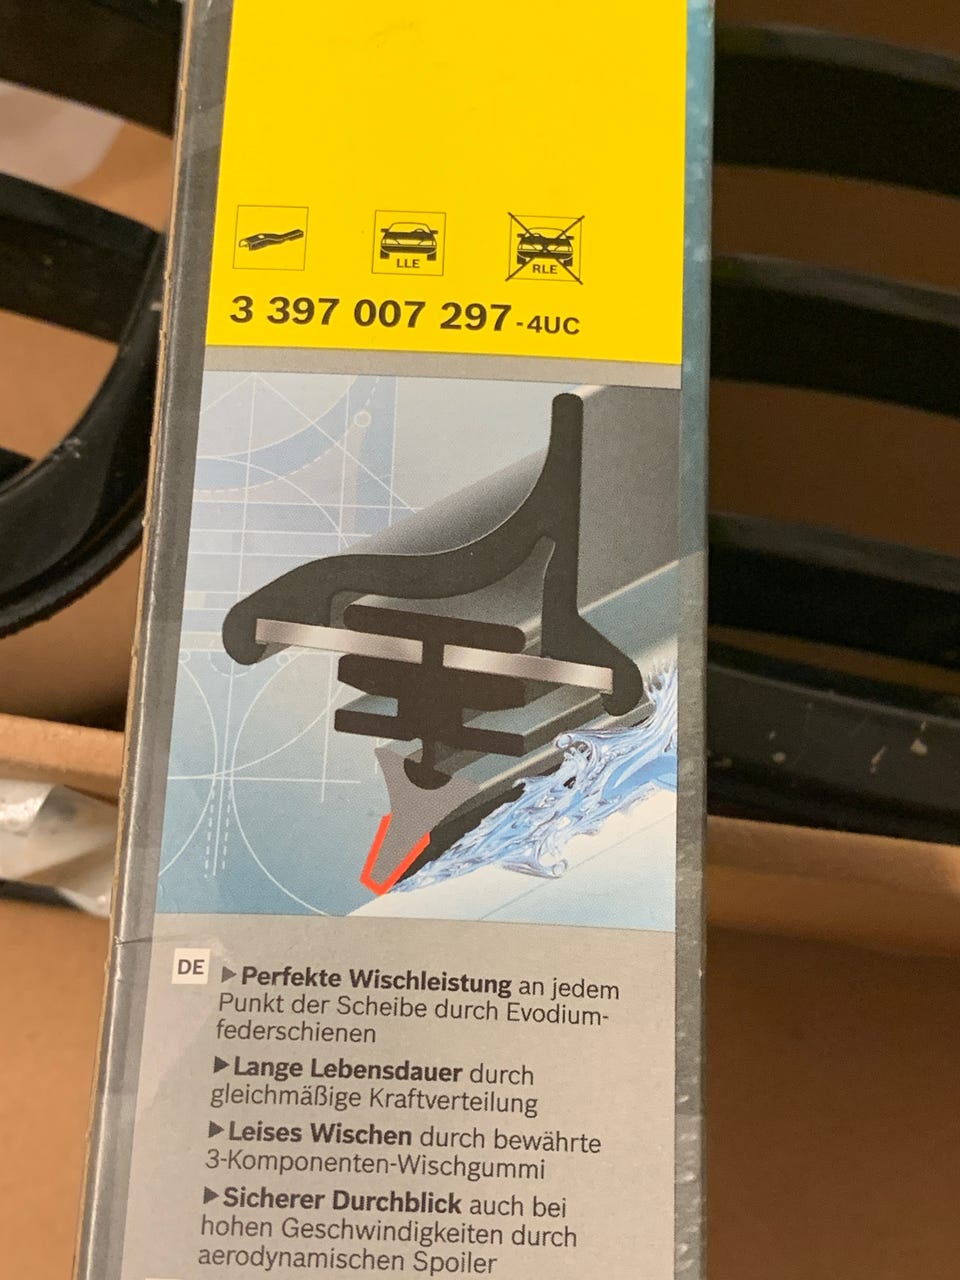 LLE
RLE
3 397 007 297-4UC
DE
▶Perfekte Wischleistung an jedem
Punkt der Scheibe durch Evodium-
federschienen
▶Lange Lebensdauer durch
gleichmäßige Kraftverteilung
▶Leises Wischen durch bewährte
3-Komponenten-Wischgummi
▶Sicherer Durchblick auch bei
hohen Geschwindigkeiten durch
aerodynamischen Spoiler